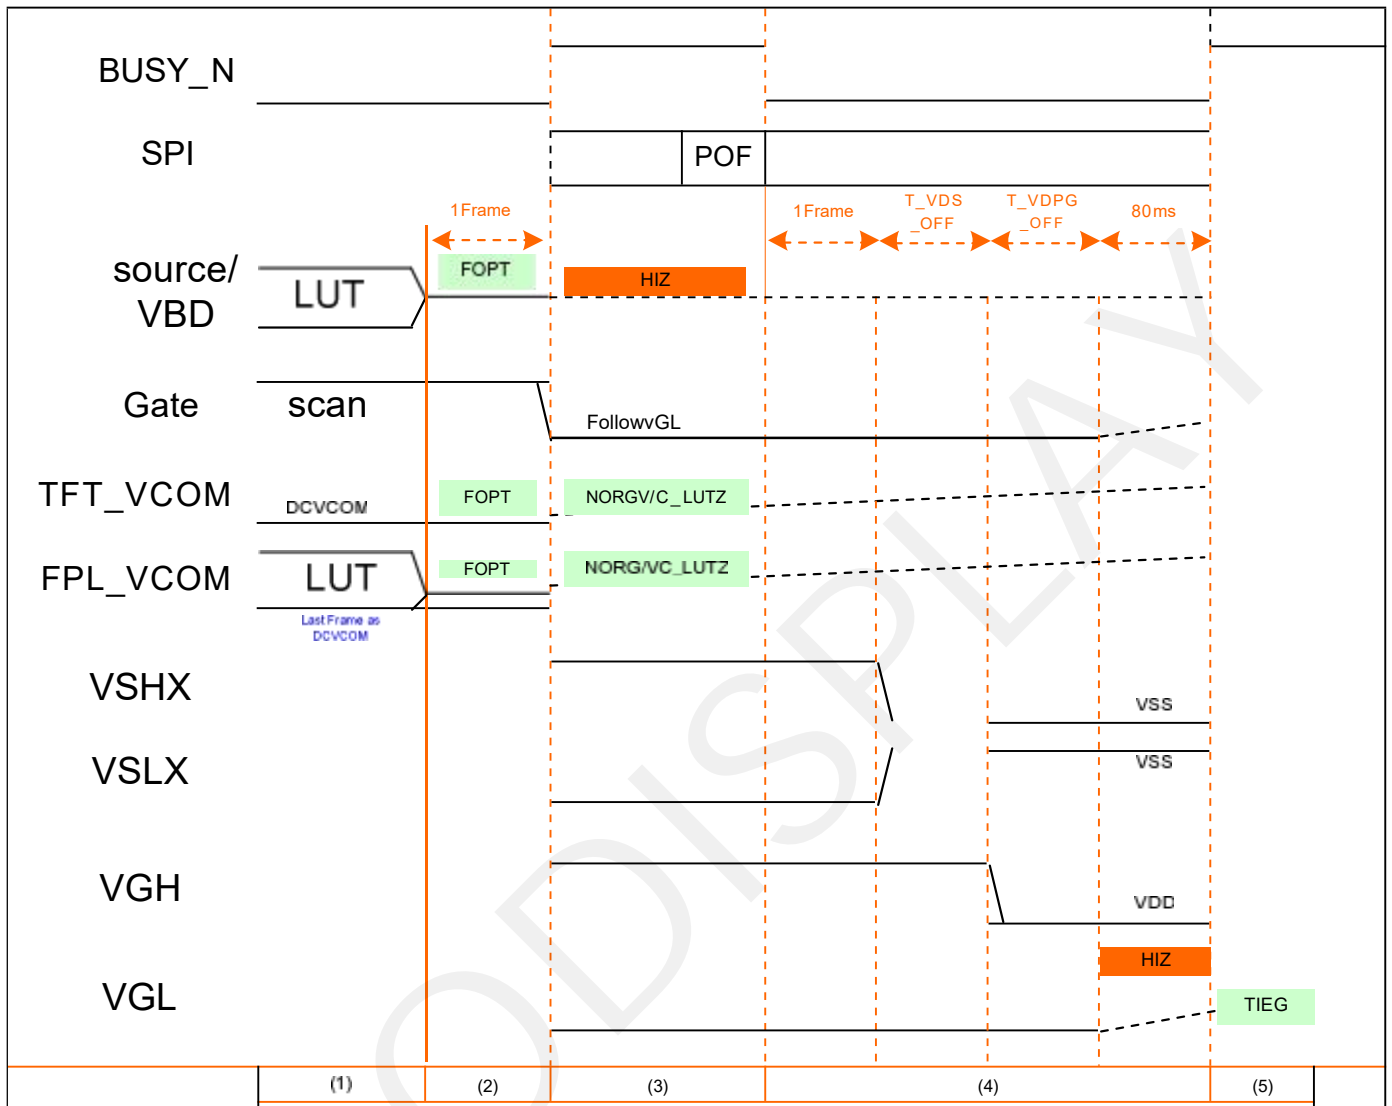 BUSY_N
SPI
POF
1Frame
1Frame
T_VDS
_OFF
T_VDPG
_OFF
80ms
source/
VBD
LUT
FOPT
HIZ
Gate
scan
FollowvGL
TFT_VCOM
DCVCOM
FOPT
NORGV/C_LUTZ
FPL_VCOM
LUT
FOPT
NORG/VC_LUTZ
Last Frame as
DCVCOM
VSHX
VSS
VSLX
VSS
VGH
VDD
HIZ
VGL
TIEG
(1)
(2)
(3)
(4)
(5)
ODISPLAY